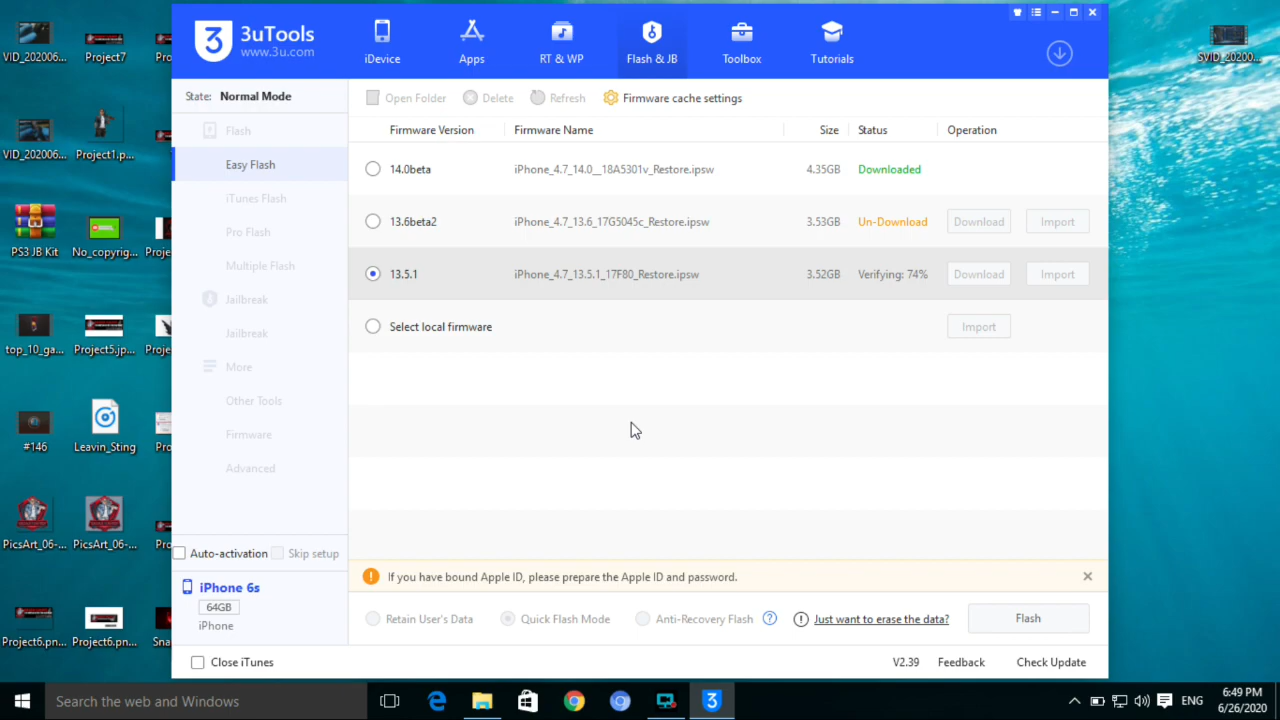 VID_202006...
Project7
Pro
VID_202006...
Project1.p...
PS3 JB Kit
No_copyrig...
Proje
top_10_ga...
Project5.jp...
Proje
#146
Leavin_Sting
Pro
PicsArt_06-...
PicsArt_06-...
Pro
Project6.pn...
Project6.pn...
Sna
SVID_20200...
3
3uTools
www.3u.com
iDevice
Apps
RT & WP
Flash & JB
Toolbox
Tutorials
State: Normal Mode
Flash
Easy Flash
iTunes Flash
Pro Flash
Multiple Flash
Jailbreak
Jailbreak
More
Other Tools
Firmware
Advanced
Auto-activation
Skip setup
iPhone 6s
64GB
iPhone
Close iTunes
Open Folder
Delete
Refresh
Firmware cache settings
Firmware Version
Firmware Name
Size
Status
Operation
14.0beta
iPhone_4.7_14.0__18A5301v_Restore.ipsw
4.35GB
Downloaded
13.6beta2
iPhone_4.7_13.6_17G5045c_Restore.ipsw
3.53GB
Un-Download
Download
Import
13.5.1
iPhone_4.7_13.5.1_17F80_Restore.ipsw
3.52GB
Verifying: 74%
Download
Import
Select local firmware
Import
If you have bound Apple ID, please prepare the Apple ID and password.
Retain User's Data
Quick Flash Mode
Anti-Recovery Flash
Just want to erase the data?
Flash
V2.39
Feedback
Check Update
Search the web and Windows
3
ENG
6:49 PM
6/26/2020